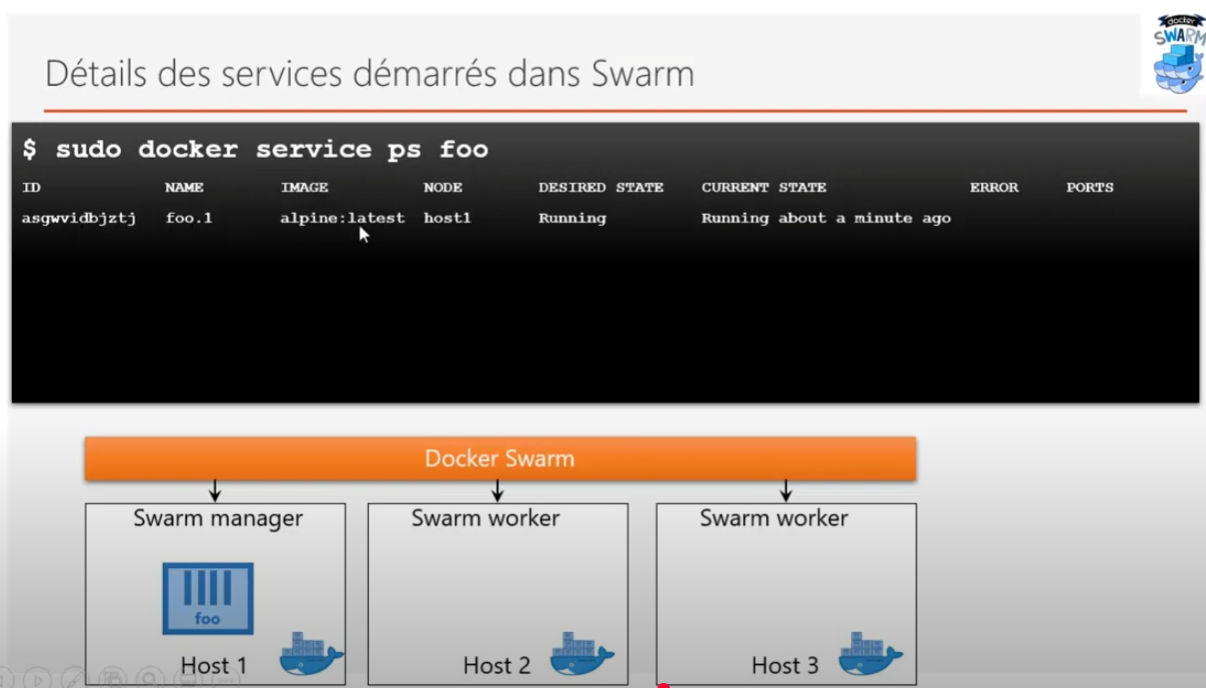 docker
SWARM
Détails des services démarrés dans Swarm
$ sudo docker service ps foo
ID NAME IMAGE NODE DESIRED STATE CURRENT STATE ERROR PORTS
asgwvidbjztj foo.1 alpine:latest host1 Running Running about a minute ago
Docker Swarm
Swarm manager Swarm worker Swarm worker
foo
Host 1 Host 2 Host 3